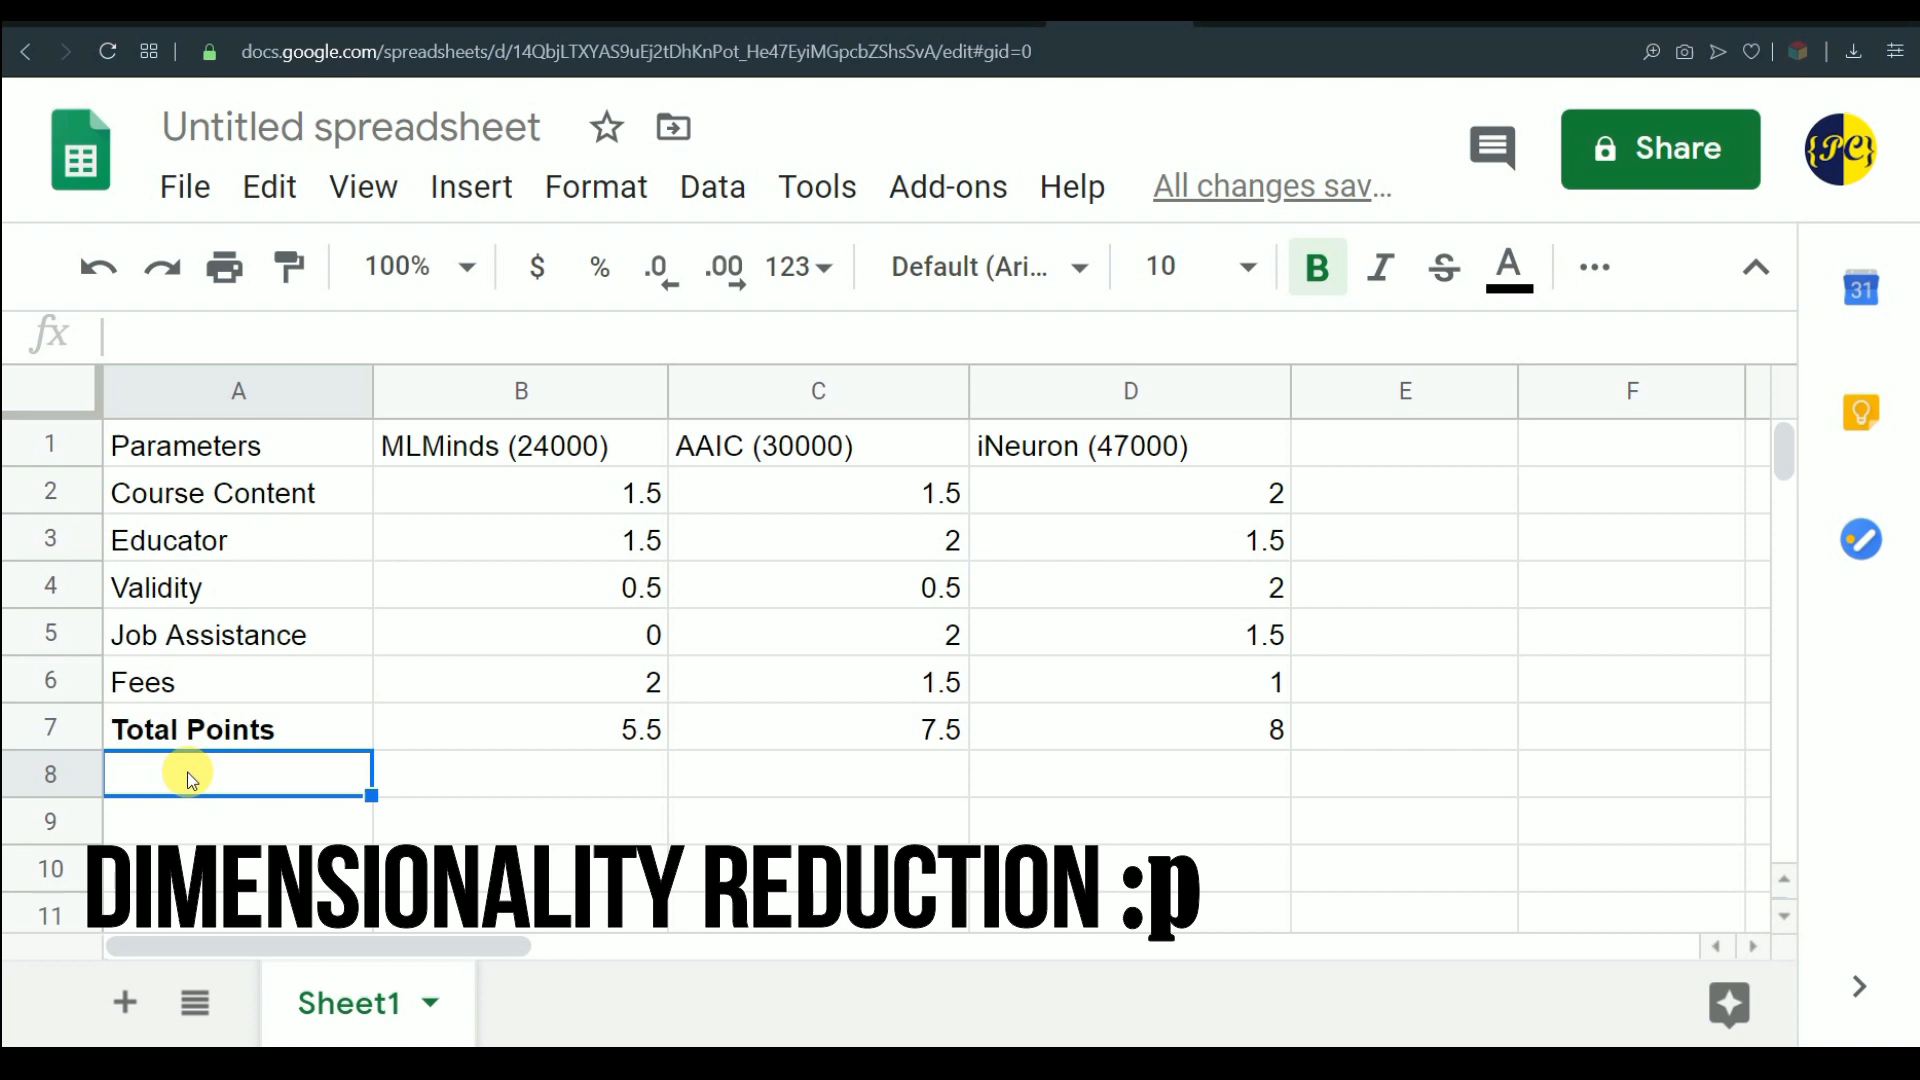 docs.google.com/spreadsheets/d/14QbjLTXYAS9uEj2tDhKnPot_He47EyiMGpcbZShsSvA/edit#gid=0
Untitled spreadsheet
Share
{PC}
File Edit View Insert Format Data Tools Add-ons Help All changes sav...
100% $ % .0 .00 123 Default (Ari... 10 B I S A
31
fx
A B C D E F
1 Parameters MLMinds (24000) AAIC (30000) iNeuron (47000)
2 Course Content 1.5 1.5 2
3 Educator 1.5 2 1.5
4 Validity 0.5 0.5 2
5 Job Assistance 0 2 1.5
6 Fees 2 1.5 1
7 Total Points 5.5 7.5 8
8
9
10
11
DIMENSIONALITY REDUCTION :p
Sheet1